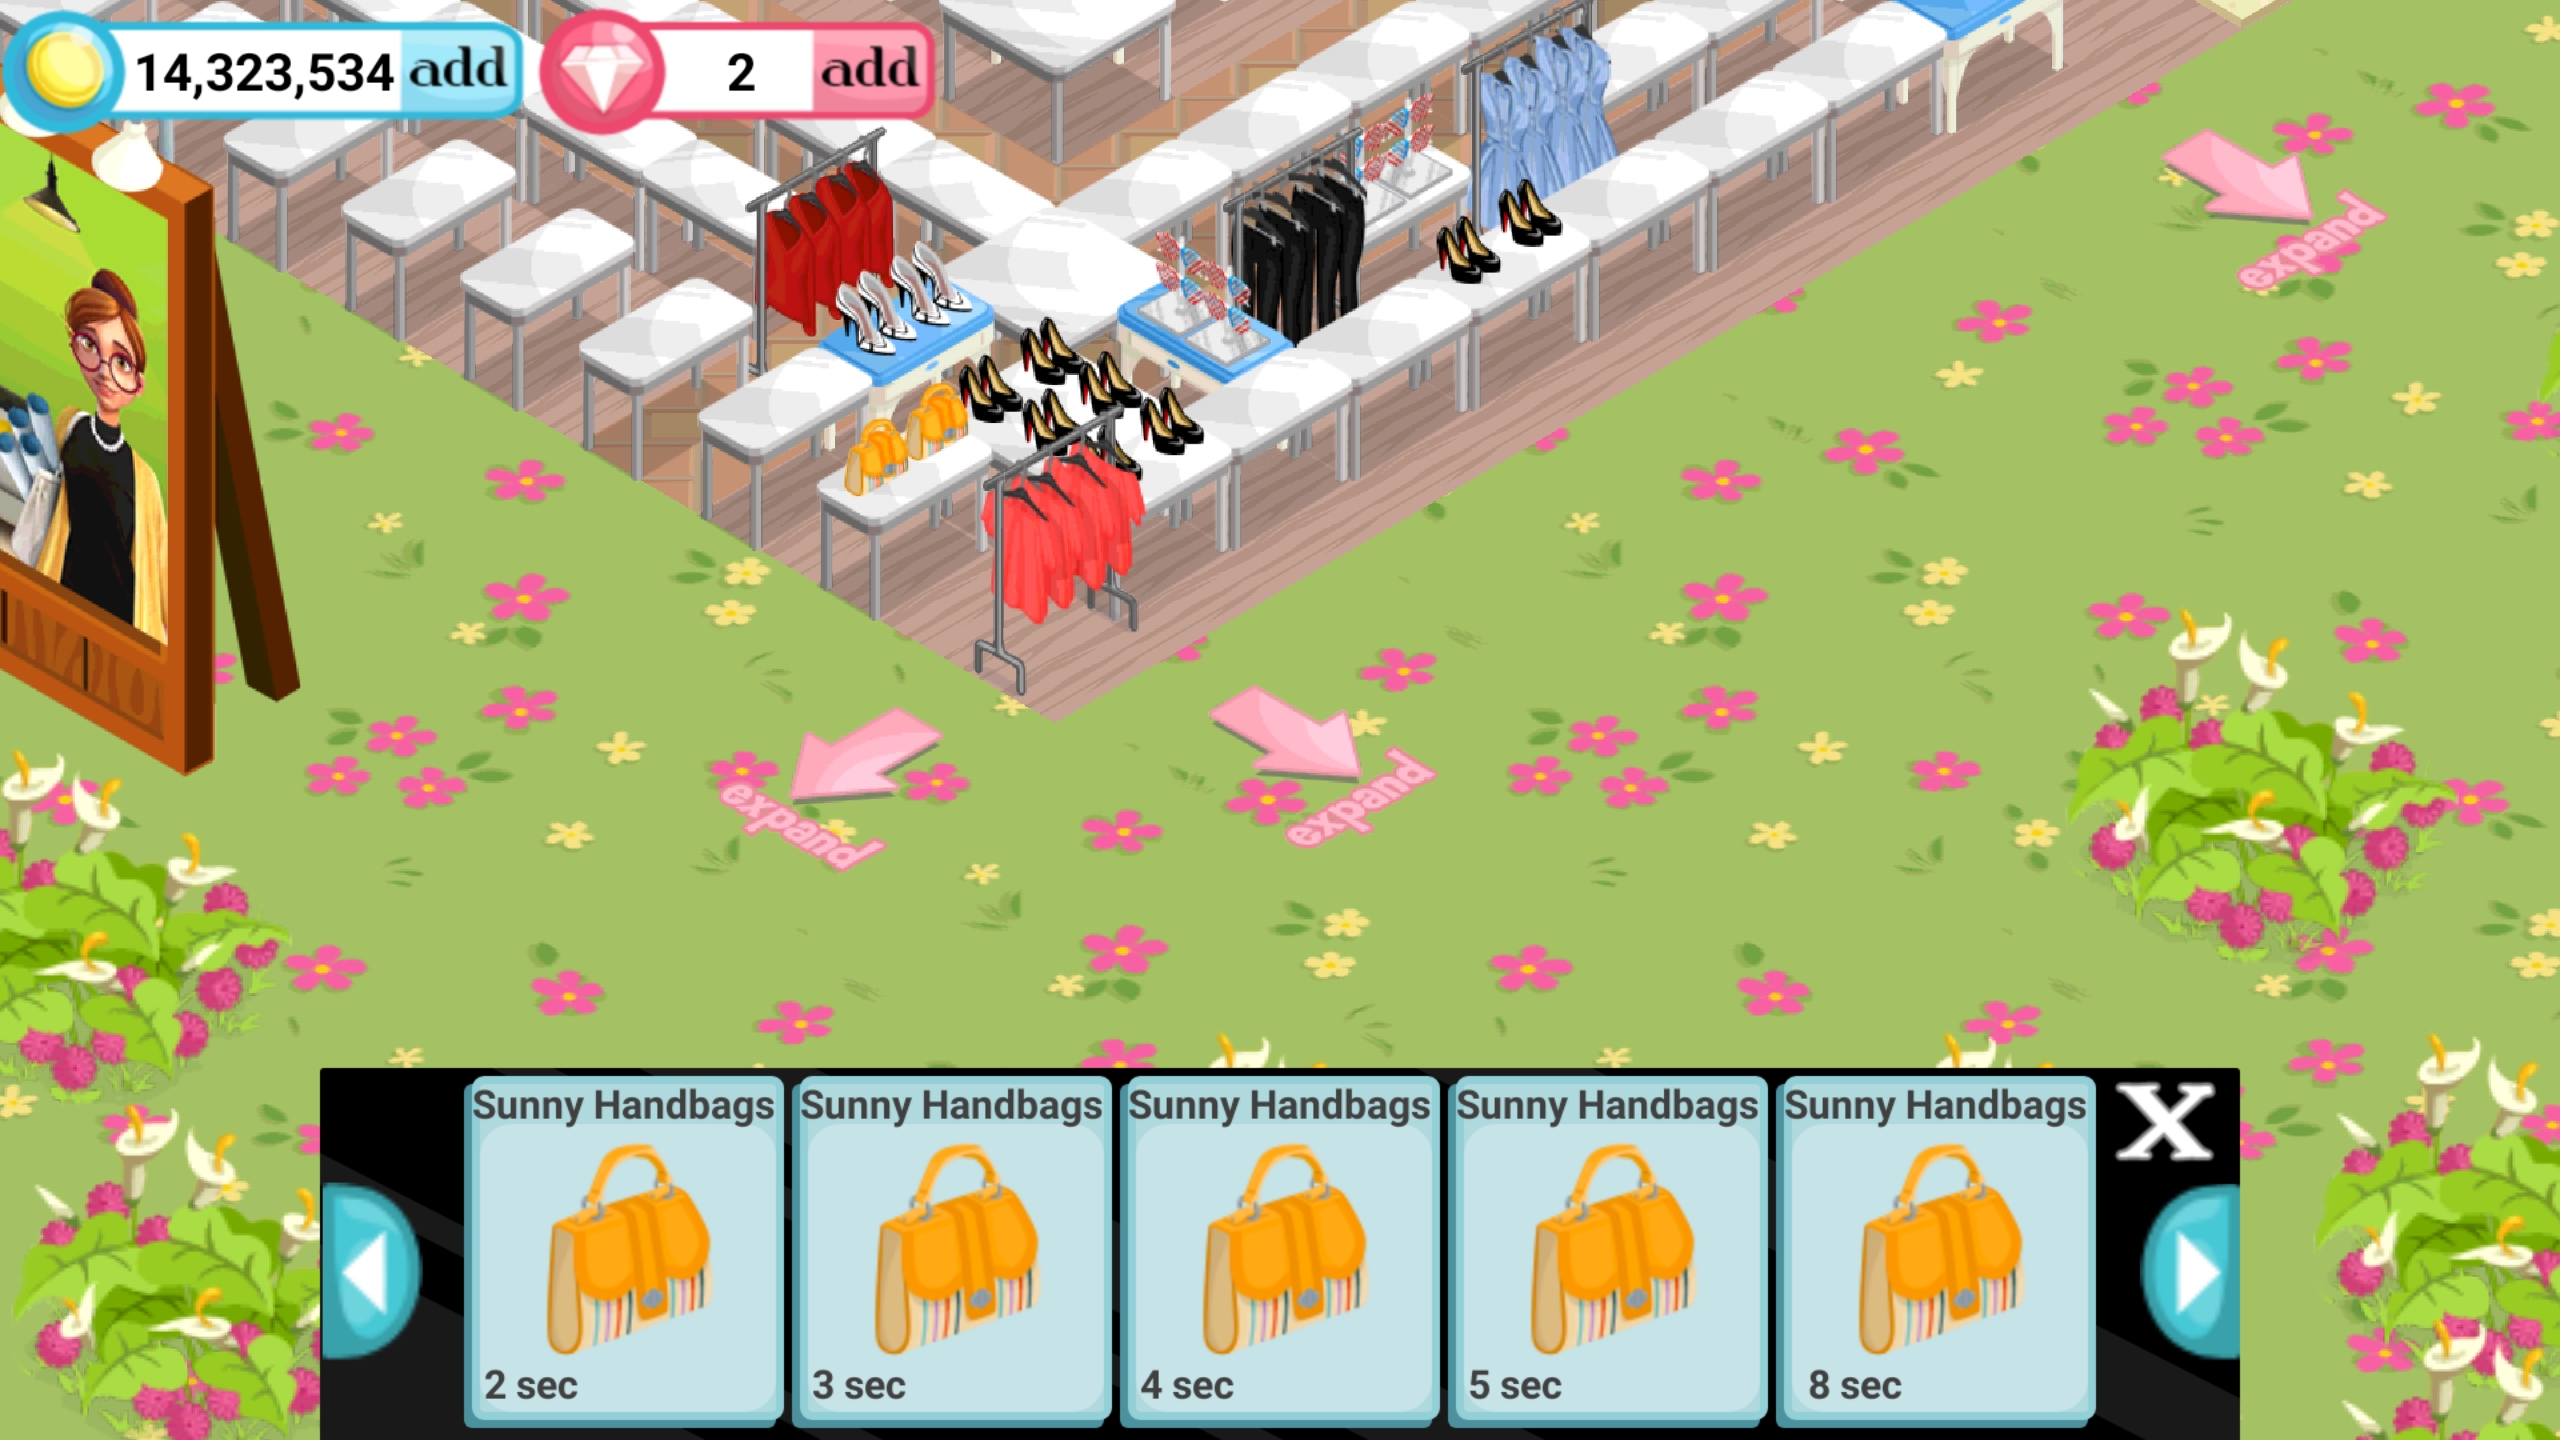 14,323,534 add
2 add
expand
expand
expand
Sunny Handbags
2 sec
Sunny Handbags
3 sec
Sunny Handbags
4 sec
Sunny Handbags
5 sec
Sunny Handbags
8 sec
X